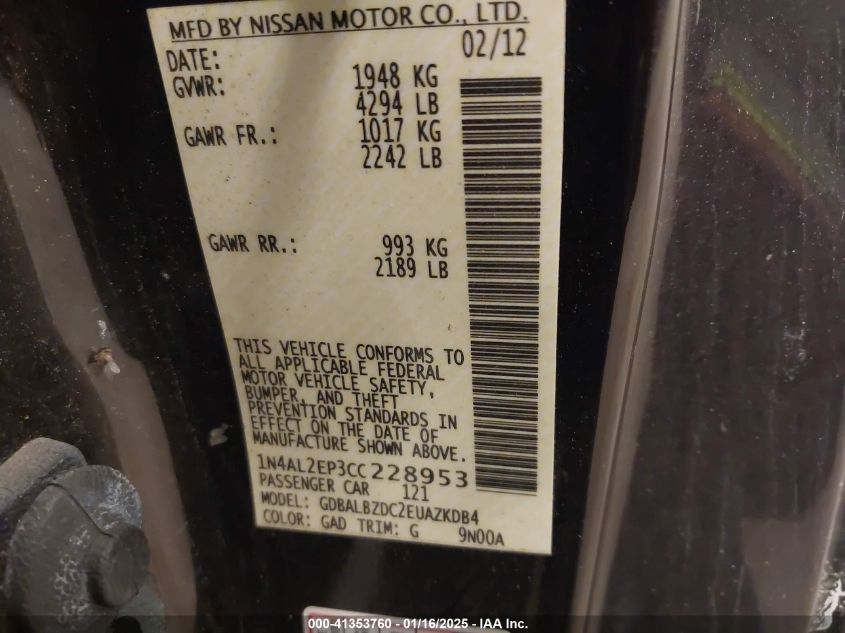 MFD BY NISSAN MOTOR CO., LTD.
DATE: 02/12
GVWR: 1948 KG
4294 LB
GAWR FR.: 1017 KG
2242 LB
GAWR RR.: 993 KG
2189 LB
THIS VEHICLE CONFORMS TO
ALL APPLICABLE FEDERAL
MOTOR VEHICLE SAFETY,
BUMPER, AND THEFT
PREVENTION STANDARDS IN
EFFECT ON THE DATE OF
MANUFACTURE SHOWN ABOVE.
1N4AL2EP3CC228953
PASSENGER CAR 121
MODEL: GDBALBZDC2EUAZKDB4
COLOR: GAD TRIM: G 9N00A
000-41353760 - 01/16/2025 - IAA Inc.